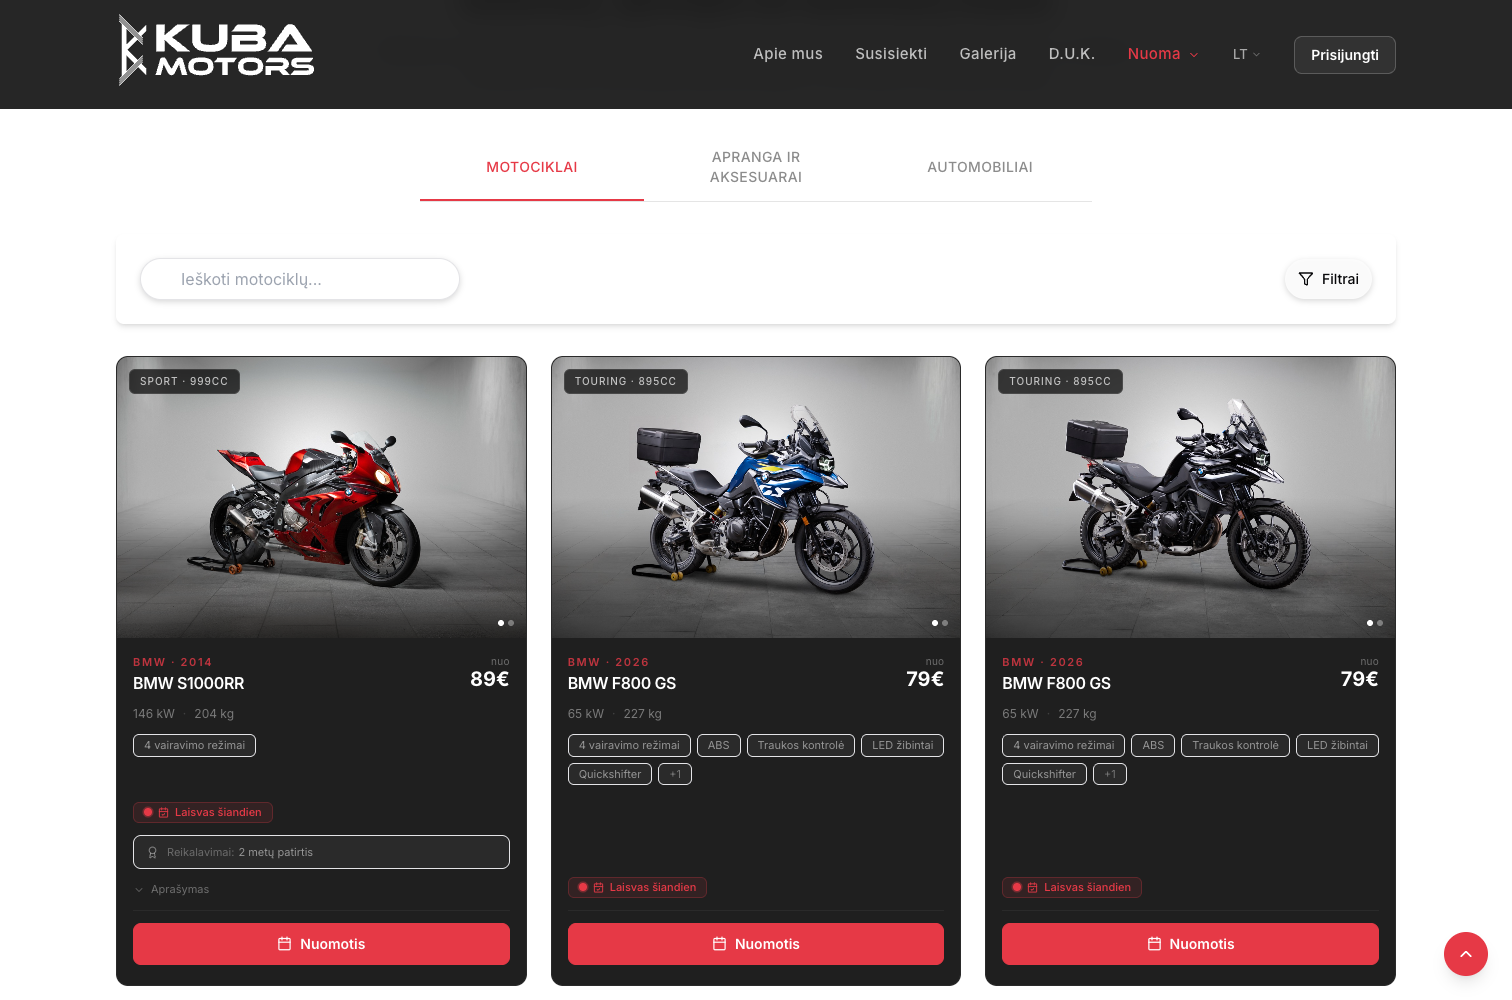 KUBA
MOTORS
Apie mus
Susisiekti
Galerija
D.U.K.
Nuoma
LT
Prisijungti
MOTOCIKLAI
APRANGA IR
AKSESUARAI
AUTOMOBILIAI
Ieškoti motociklų...
Filtrai
SPORT · 999CC
BMW · 2014
nuo
BMW S1000RR
89€
146 kW · 204 kg
4 vairavimo režimai
Laisvas šiandien
Reikalavimai: 2 metų patirtis
Aprašymas
Nuomotis
TOURING · 895CC
GS
BMW · 2026
nuo
BMW F800 GS
79€
65 kW · 227 kg
4 vairavimo režimai
ABS
Traukos kontrolė
LED žibintai
Quickshifter
+1
Laisvas šiandien
Nuomotis
TOURING · 895CC
BMW · 2026
nuo
BMW F800 GS
79€
65 kW · 227 kg
4 vairavimo režimai
ABS
Traukos kontrolė
LED žibintai
Quickshifter
+1
Laisvas šiandien
Nuomotis